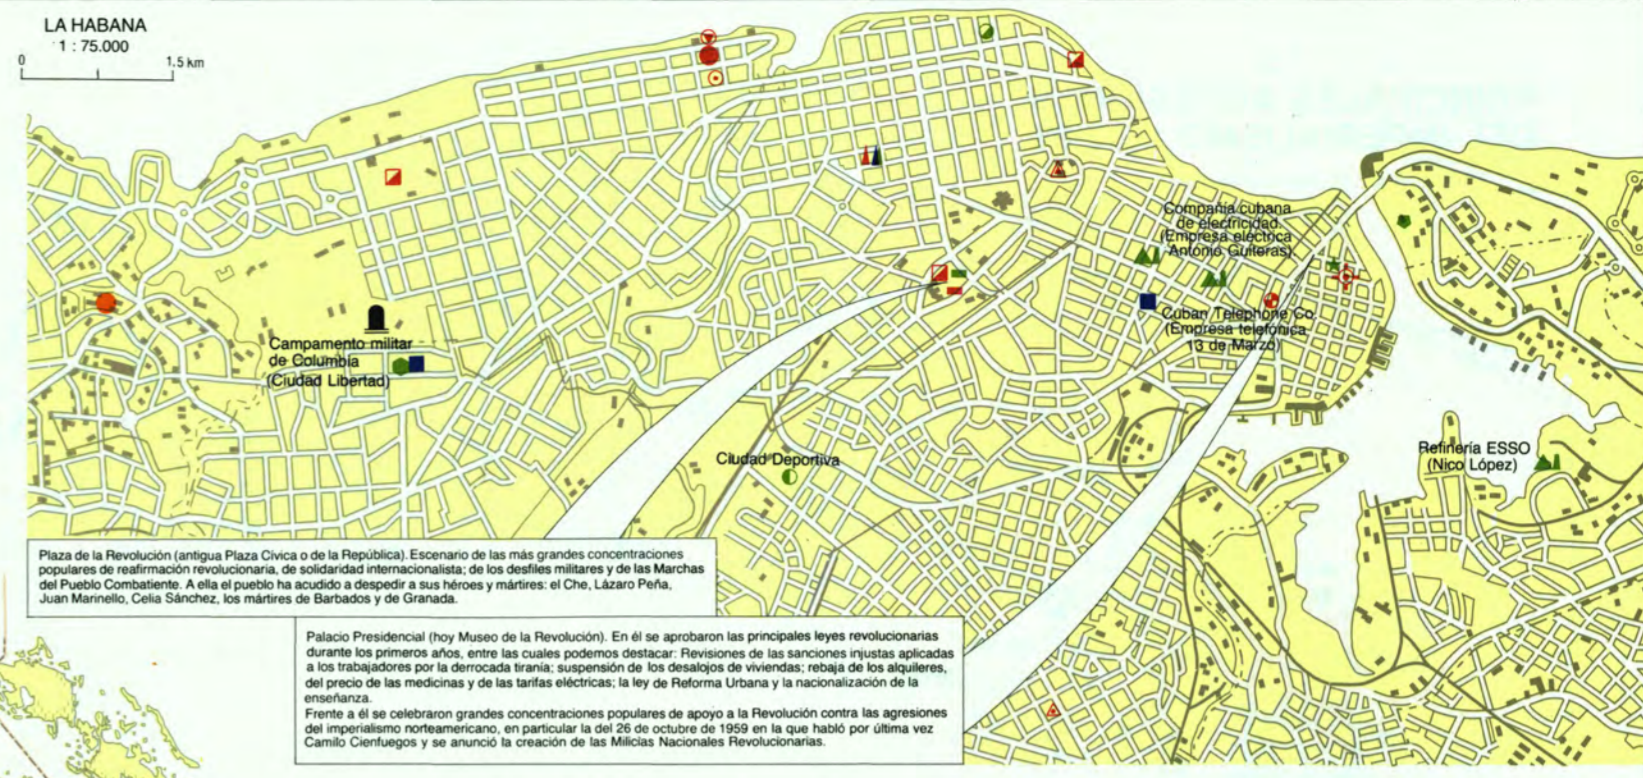 LA HABANA
1 : 75.000
0 1.5 km
Compañía cubana
de electricidad.
(Empresa eléctrica
Antonio Guiteras).
Cuban Telephone Co.
(Empresa telefónica
13 de Marzo)
Campamento militar
de Columbia
(Ciudad Libertad)
Ciudad Deportiva
Refinería ESSO
(Nico López)
Plaza de la Revolución (antigua Plaza Cívica o de la República). Escenario de las más grandes concentraciones
populares de reafirmación revolucionaria, de solidaridad internacionalista; de los desfiles militares y de las Marchas
del Pueblo Combatiente. A ella el pueblo ha acudido a despedir a sus héroes y mártires: el Che, Lázaro Peña,
Juan Marinello, Celia Sánchez, los mártires de Barbados y de Granada.
Palacio Presidencial (hoy Museo de la Revolución). En él se aprobaron las principales leyes revolucionarias
durante los primeros años, entre las cuales podemos destacar: Revisiones de las sanciones injustas aplicadas
a los trabajadores por la derrocada tiranía; suspensión de los desalojos de viviendas; rebaja de los alquileres,
del precio de las medicinas y de las tarifas eléctricas; la ley de Reforma Urbana y la nacionalización de la
enseñanza.
Frente a él se celebraron grandes concentraciones populares de apoyo a la Revolución contra las agresiones
del imperialismo norteamericano, en particular la del 26 de octubre de 1959 en la que habló por última vez
Camilo Cienfuegos y se anunció la creación de las Milicias Nacionales Revolucionarias.